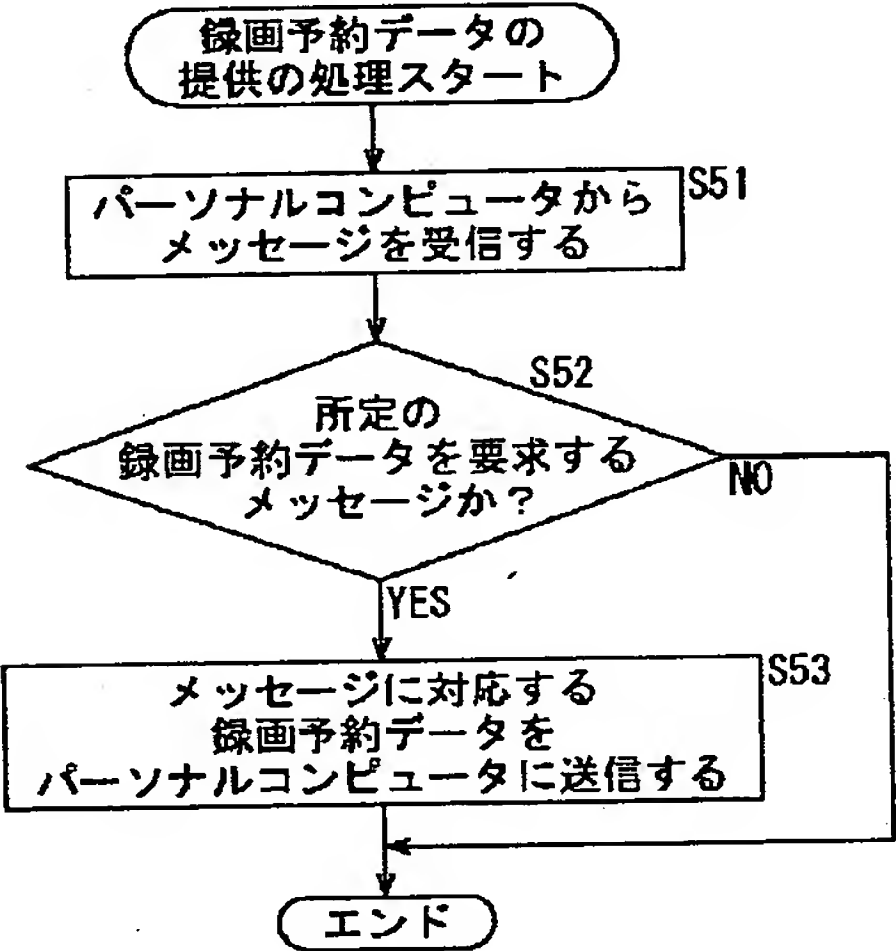 録画予約データの
提供の処理スタート
パーソナルコンピュータから
メッセージを受信する
S51
S52
所定の
録画予約データを要求する
メッセージか？
NO
YES
メッセージに対応する
録画予約データを
パーソナルコンピュータに送信する
S53
エンド